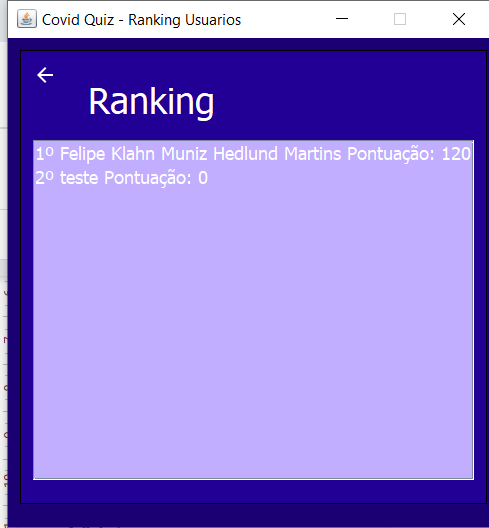 Covid Quiz - Ranking Usuarios
Ranking
1º Felipe Klahn Muniz Hedlund Martins Pontuação: 120
2º teste Pontuação: 0